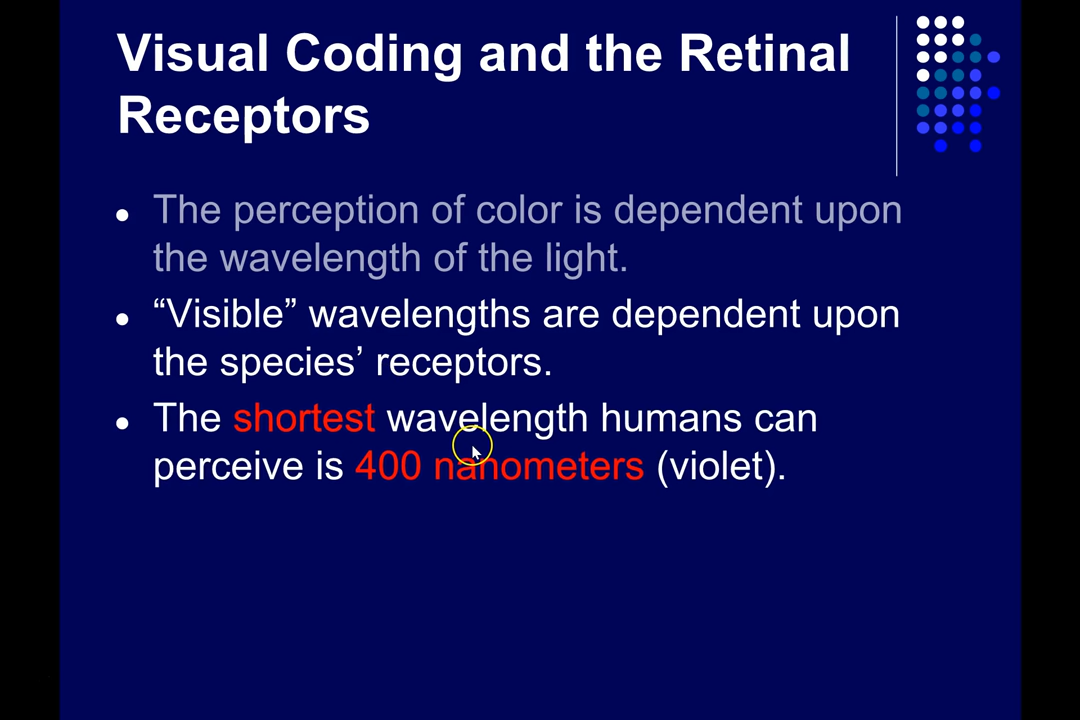 Visual Coding and the Retinal
Receptors
The perception of color is dependent upon
the wavelength of the light.
“Visible” wavelengths are dependent upon
the species’ receptors.
The shortest wavelength humans can
perceive is 400 nanometers (violet).